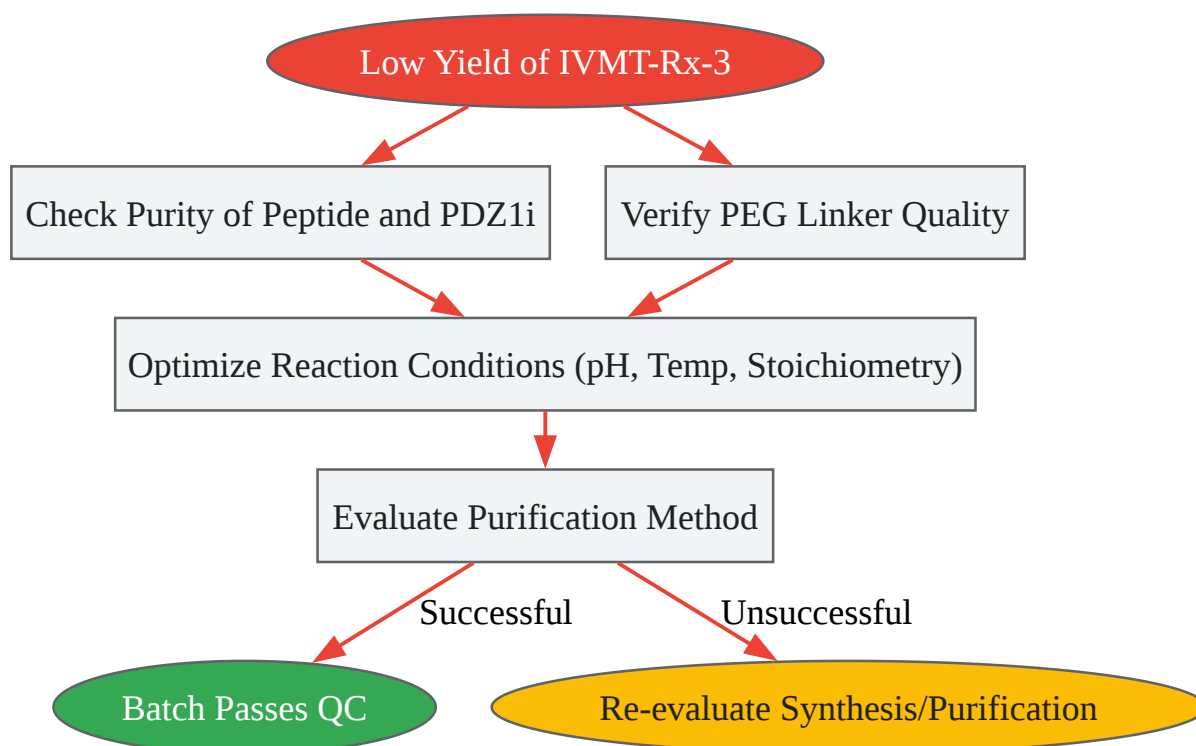 Low Yield of IVMT-Rx-3
Check Purity of Peptide and PDZ1i
Verify PEG Linker Quality
Optimize Reaction Conditions (pH, Temp, Stoichiometry)
Evaluate Purification Method
Successful
Unsuccessful
Batch Passes QC
Re-evaluate Synthesis/Purification